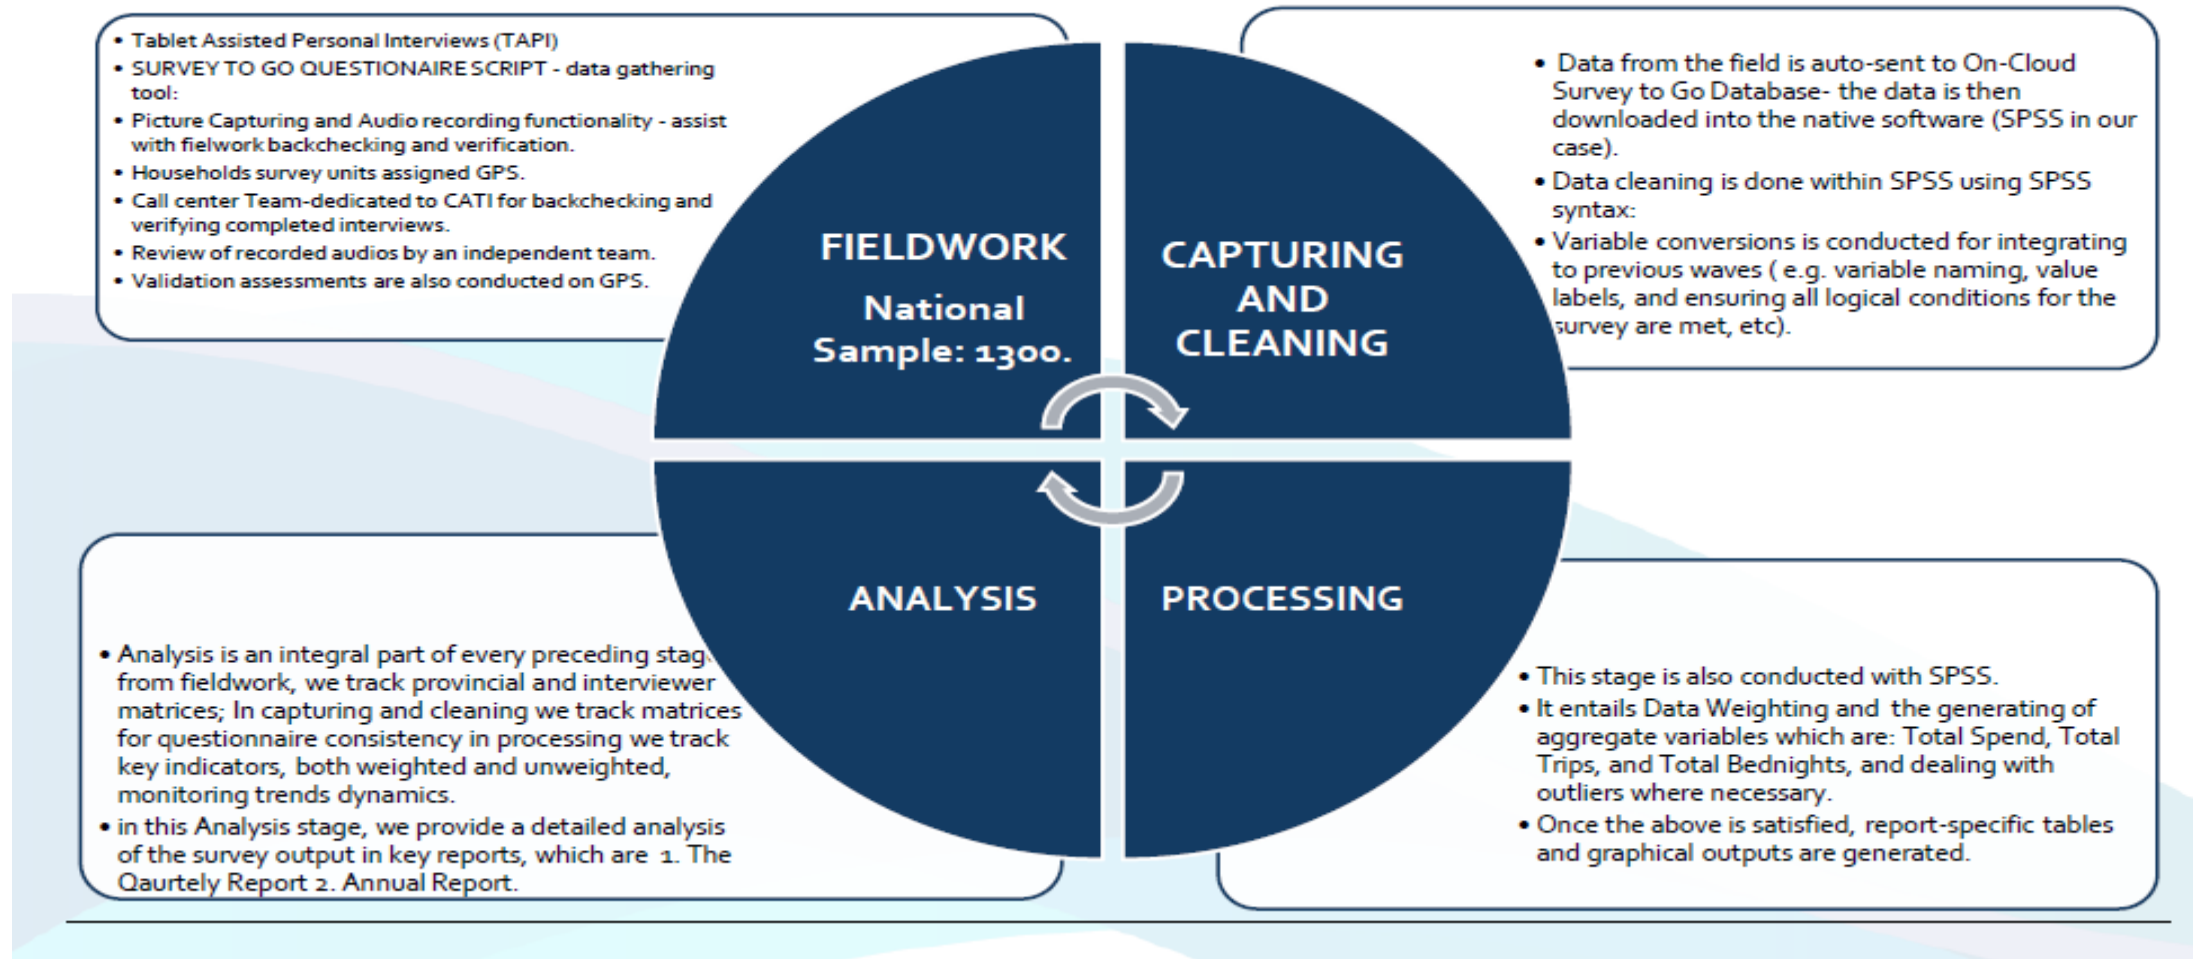 • Tablet Assisted Personal Interviews (TAPI)
• SURVEY TO GO QUESTIONAIRE SCRIPT - data gathering
tool:
• Picture Capturing and Audio recording functionality - assist
with fielwork backchecking and verification.
• Households survey units assigned GPS.
• Call center Team-dedicated to CATI for backchecking and
verifying completed interviews.
• Review of recorded audios by an independent team.
• Validation assessments are also conducted on GPS.
FIELDWORK
National
Sample: 1300.
CAPTURING
AND
CLEANING
• Data from the field is auto-sent to On-Cloud
Survey to Go Database- the data is then
downloaded into the native software (SPSS in our
case).
• Data cleaning is done within SPSS using SPSS
syntax:
• Variable conversions is conducted for integrating
to previous waves ( e.g. variable naming, value
labels, and ensuring all logical conditions for the
survey are met, etc).
ANALYSIS
PROCESSING
• Analysis is an integral part of every preceding stag
from fieldwork, we track provincial and interviewer
matrices; In capturing and cleaning we track matrices
for questionnaire consistency in processing we track
key indicators, both weighted and unweighted,
monitoring trends dynamics.
• in this Analysis stage, we provide a detailed analysis
of the survey output in key reports, which are 1. The
Qaurtely Report 2. Annual Report.
• This stage is also conducted with SPSS.
• It entails Data Weighting and the generating of
aggregate variables which are: Total Spend, Total
Trips, and Total Bednights, and dealing with
outliers where necessary.
• Once the above is satisfied, report-specific tables
and graphical outputs are generated.